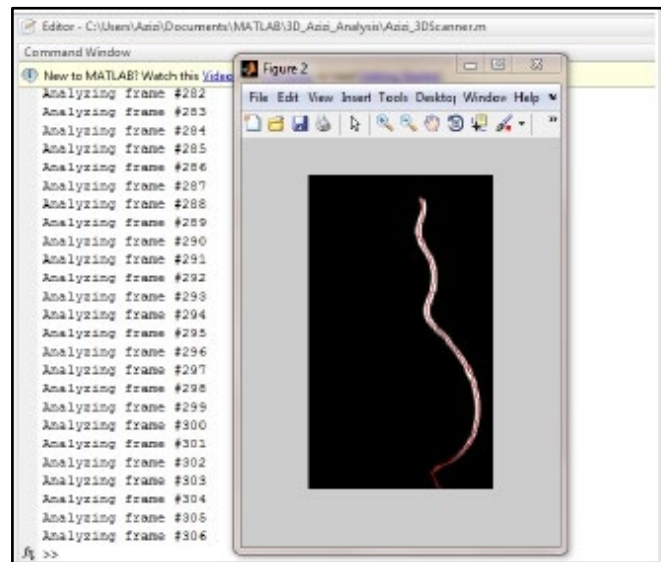 Editor - C:\Users\Azizi\Documents\MATLAB\3D_Azizi_Analysis\Azizi_3DScanner.m
Command Window
New to MATLAB? Watch this Video
Analyzing frame #282
Analyzing frame #283
Analyzing frame #284
Analyzing frame #285
Analyzing frame #286
Analyzing frame #287
Analyzing frame #288
Analyzing frame #289
Analyzing frame #290
Analyzing frame #291
Analyzing frame #292
Analyzing frame #293
Analyzing frame #294
Analyzing frame #295
Analyzing frame #296
Analyzing frame #297
Analyzing frame #298
Analyzing frame #299
Analyzing frame #300
Analyzing frame #301
Analyzing frame #302
Analyzing frame #303
Analyzing frame #304
Analyzing frame #305
Analyzing frame #306
fx >>
Figure 2
File Edit View Insert Tools Desktop Window Help